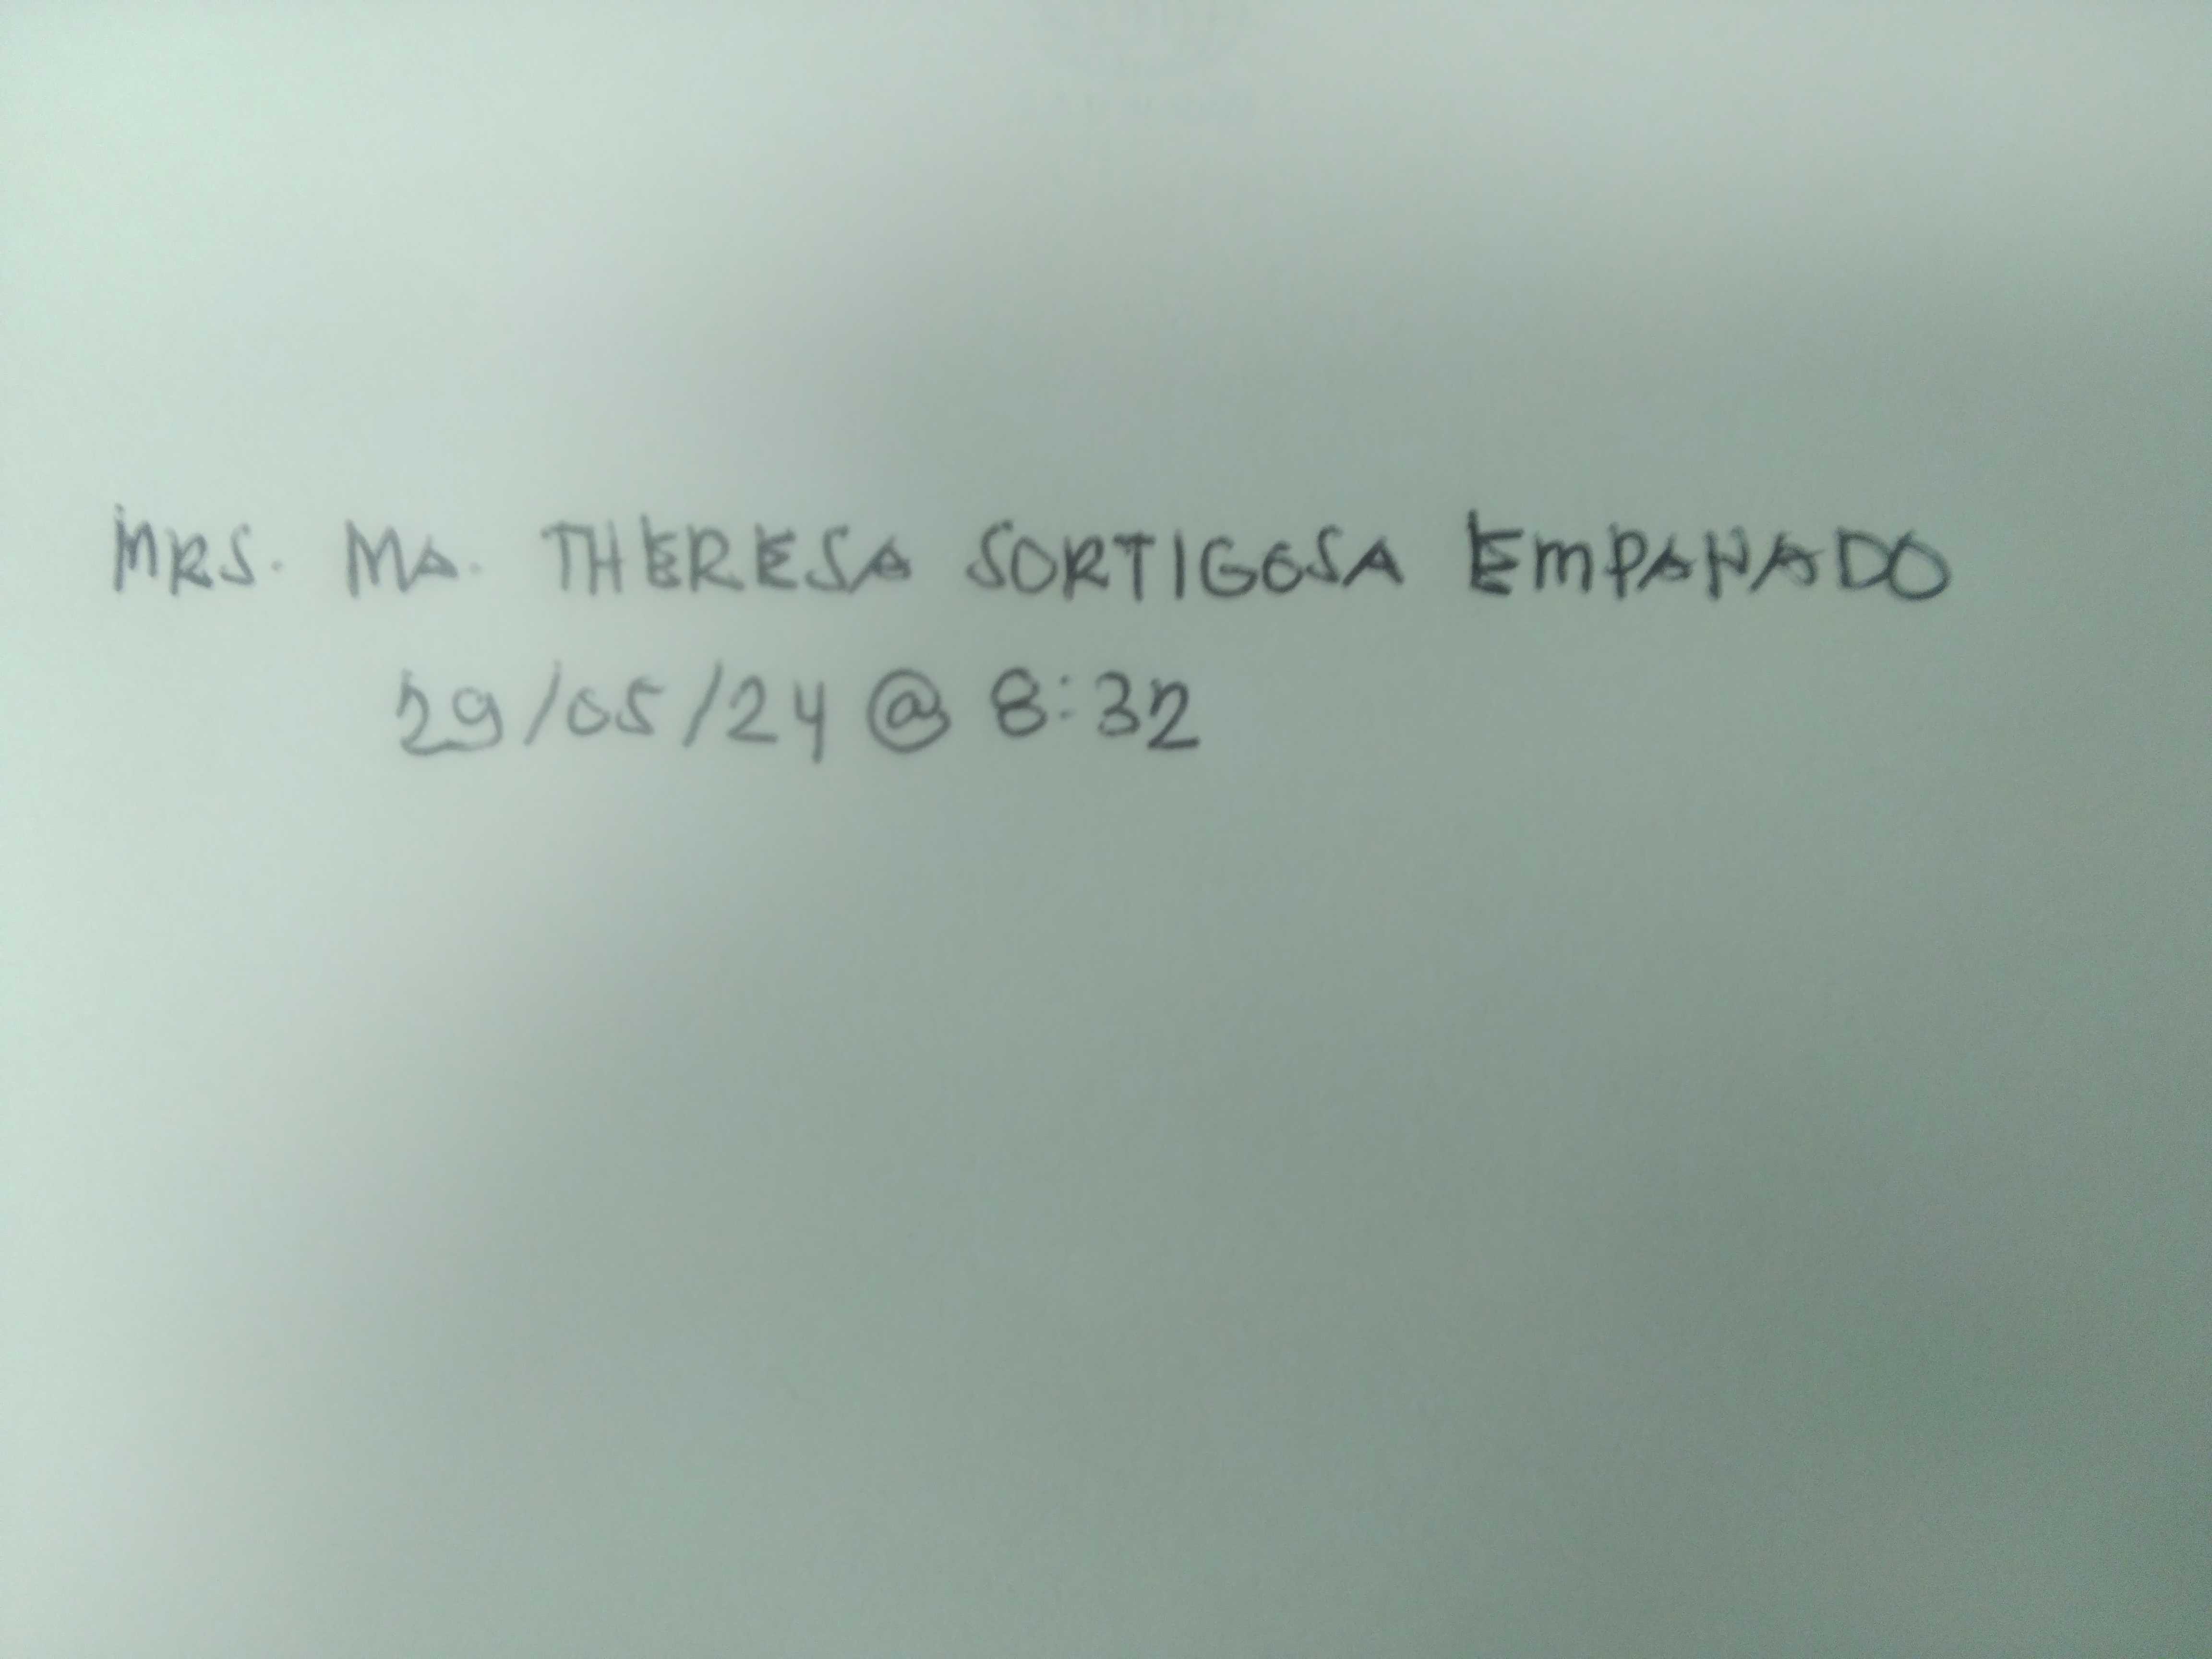 MRS. MA. THERESA SORTIGOSA EMPANADO
29/05/24 @ 8:32